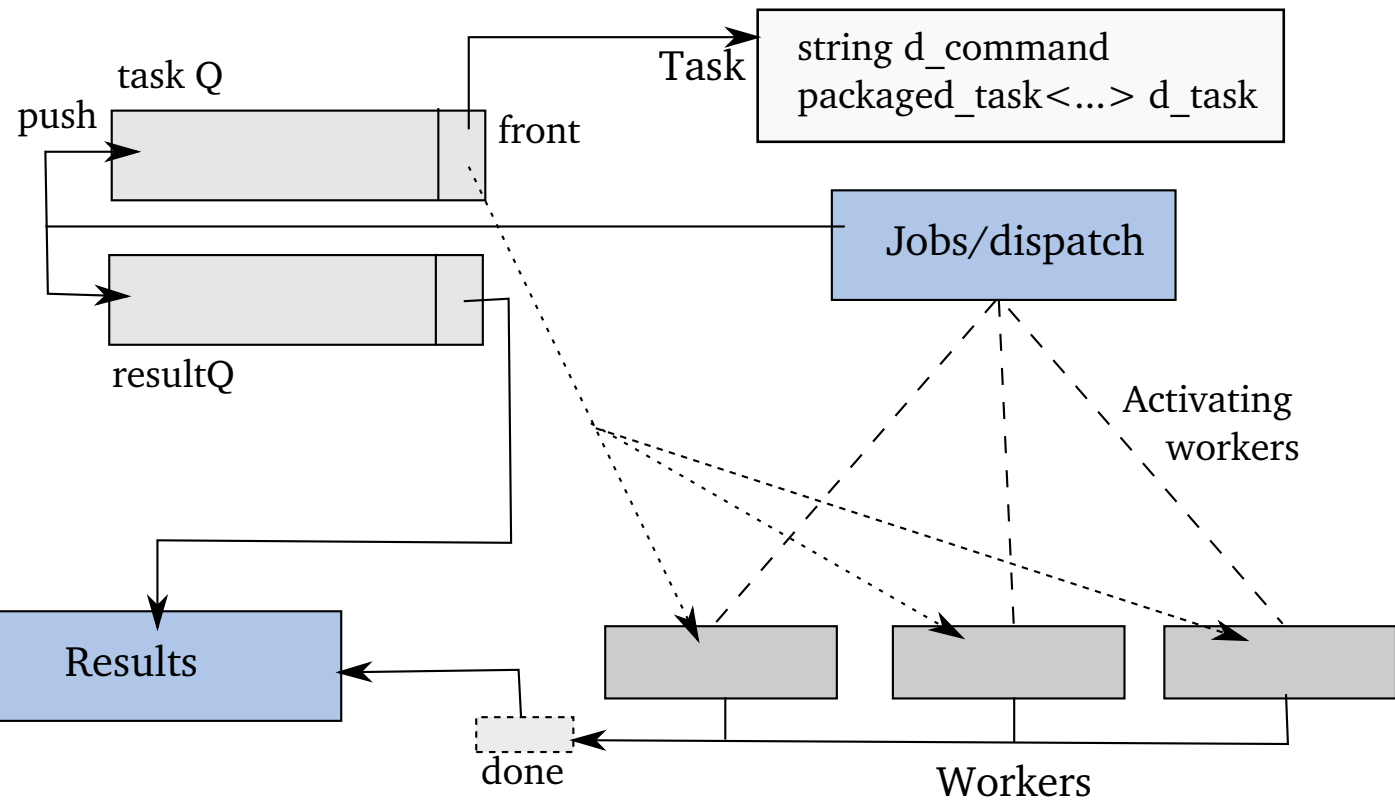 string d_command
packaged_task<...> d_task
Task
task Q
push
front
Jobs/dispatch
resultQ
Activating
workers
Results
done
Workers